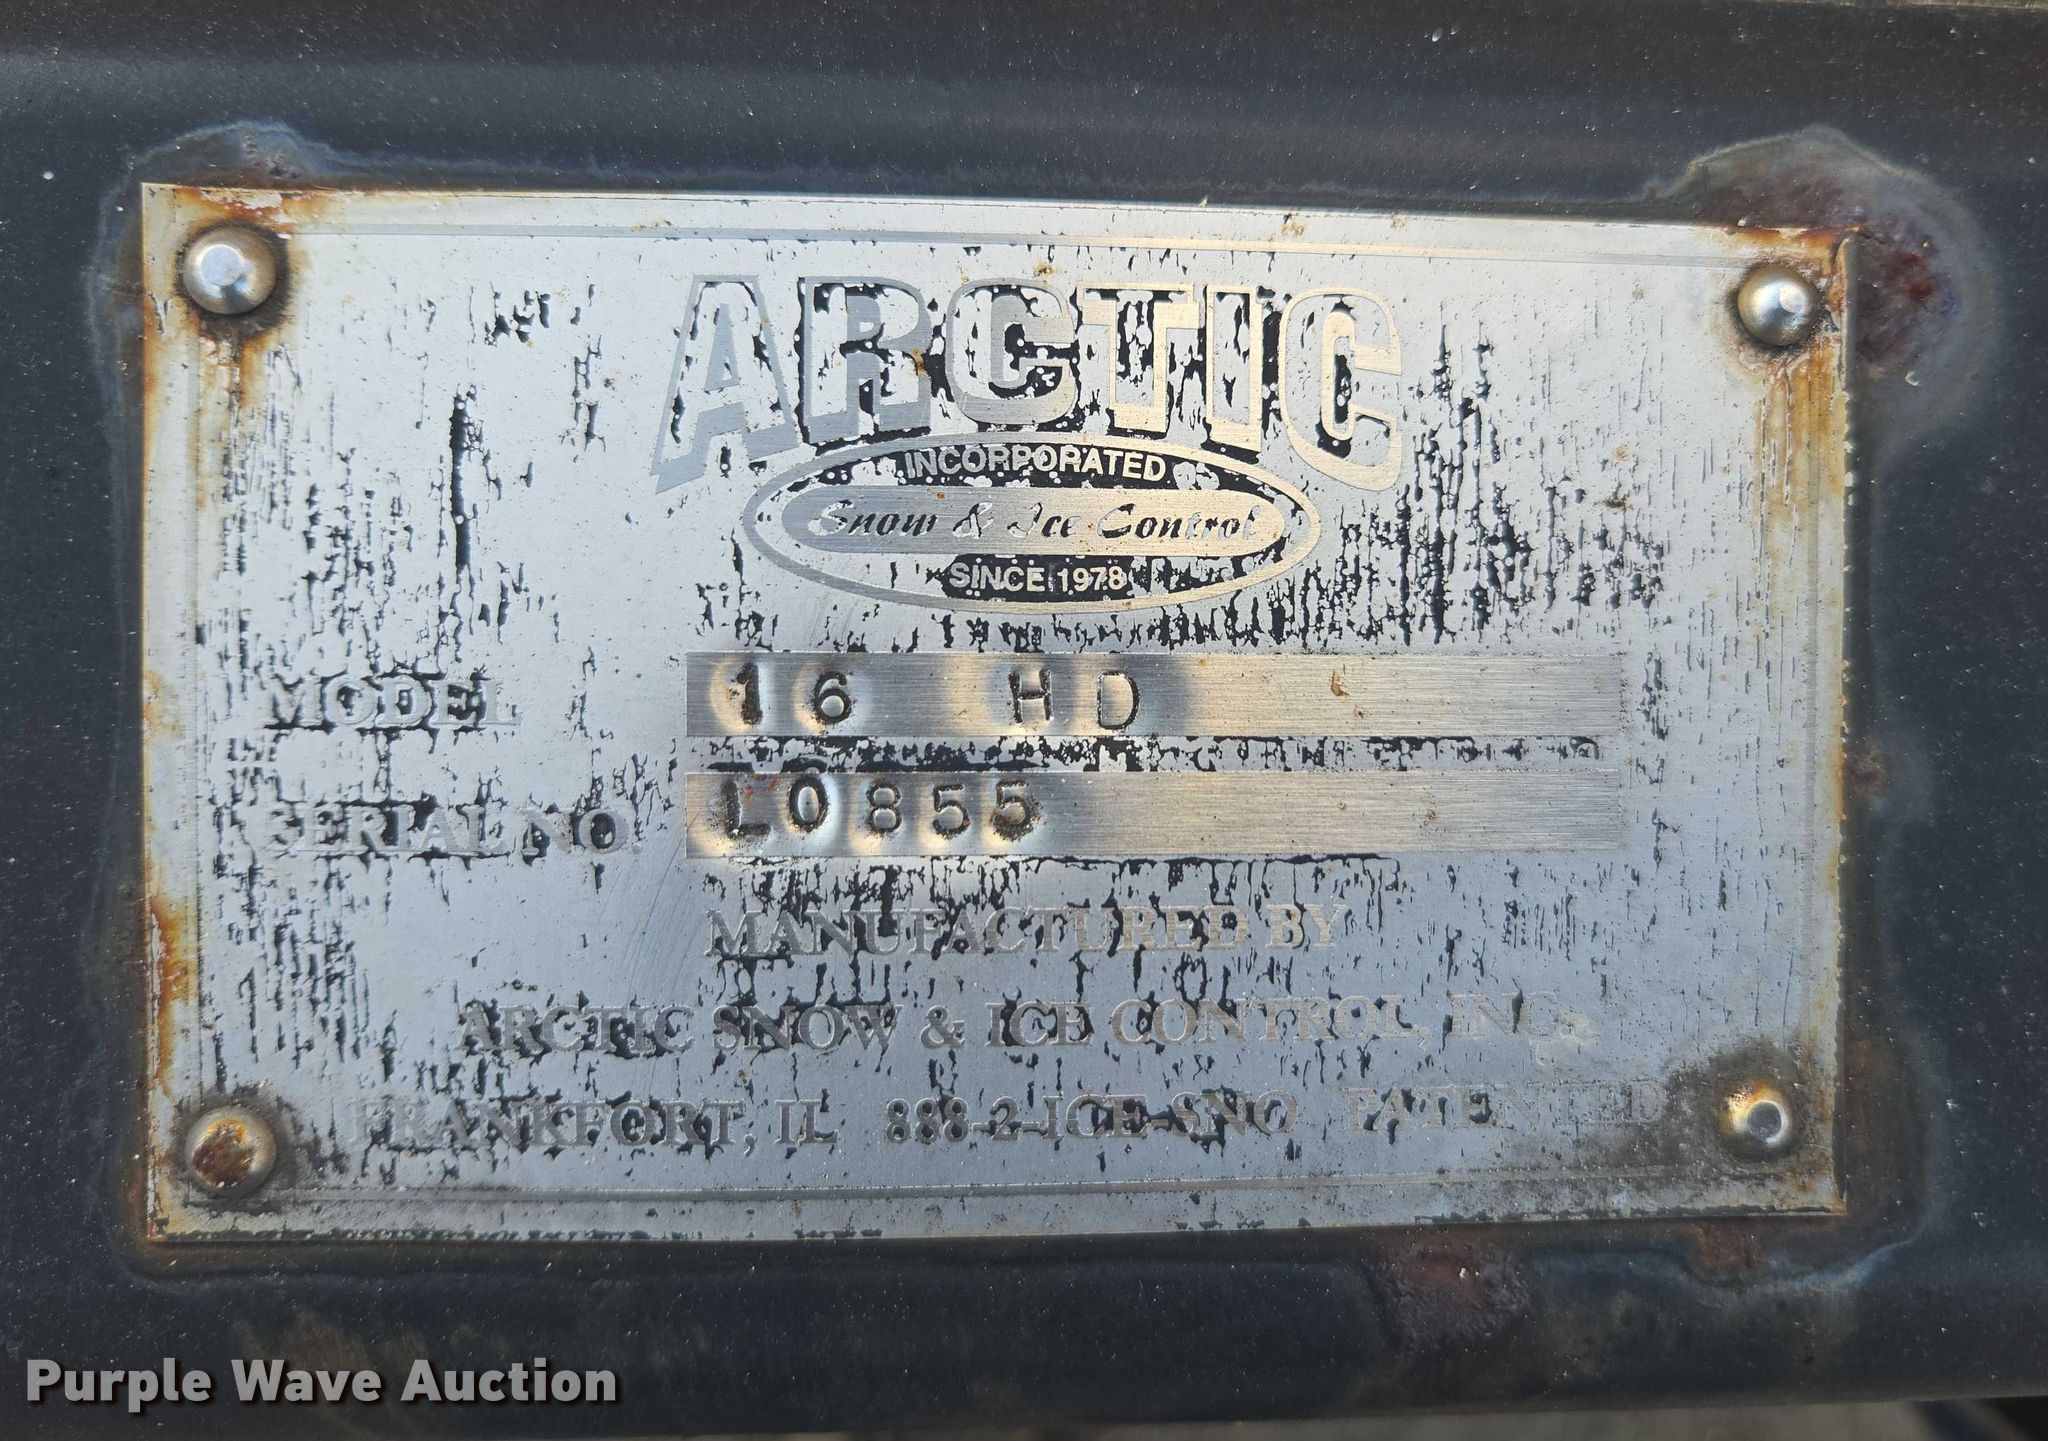 ARCTIC
INCORPORATED
Snow & Ice Control
SINCE 1978
MODEL 16 HD
SERIAL NO. L0855
MANUFACTURED BY
ARCTIC SNOW & ICE CONTROL, INC.
FRANKFORT, IL 888-2-ICE-SNO PATENTED
Purple Wave Auction